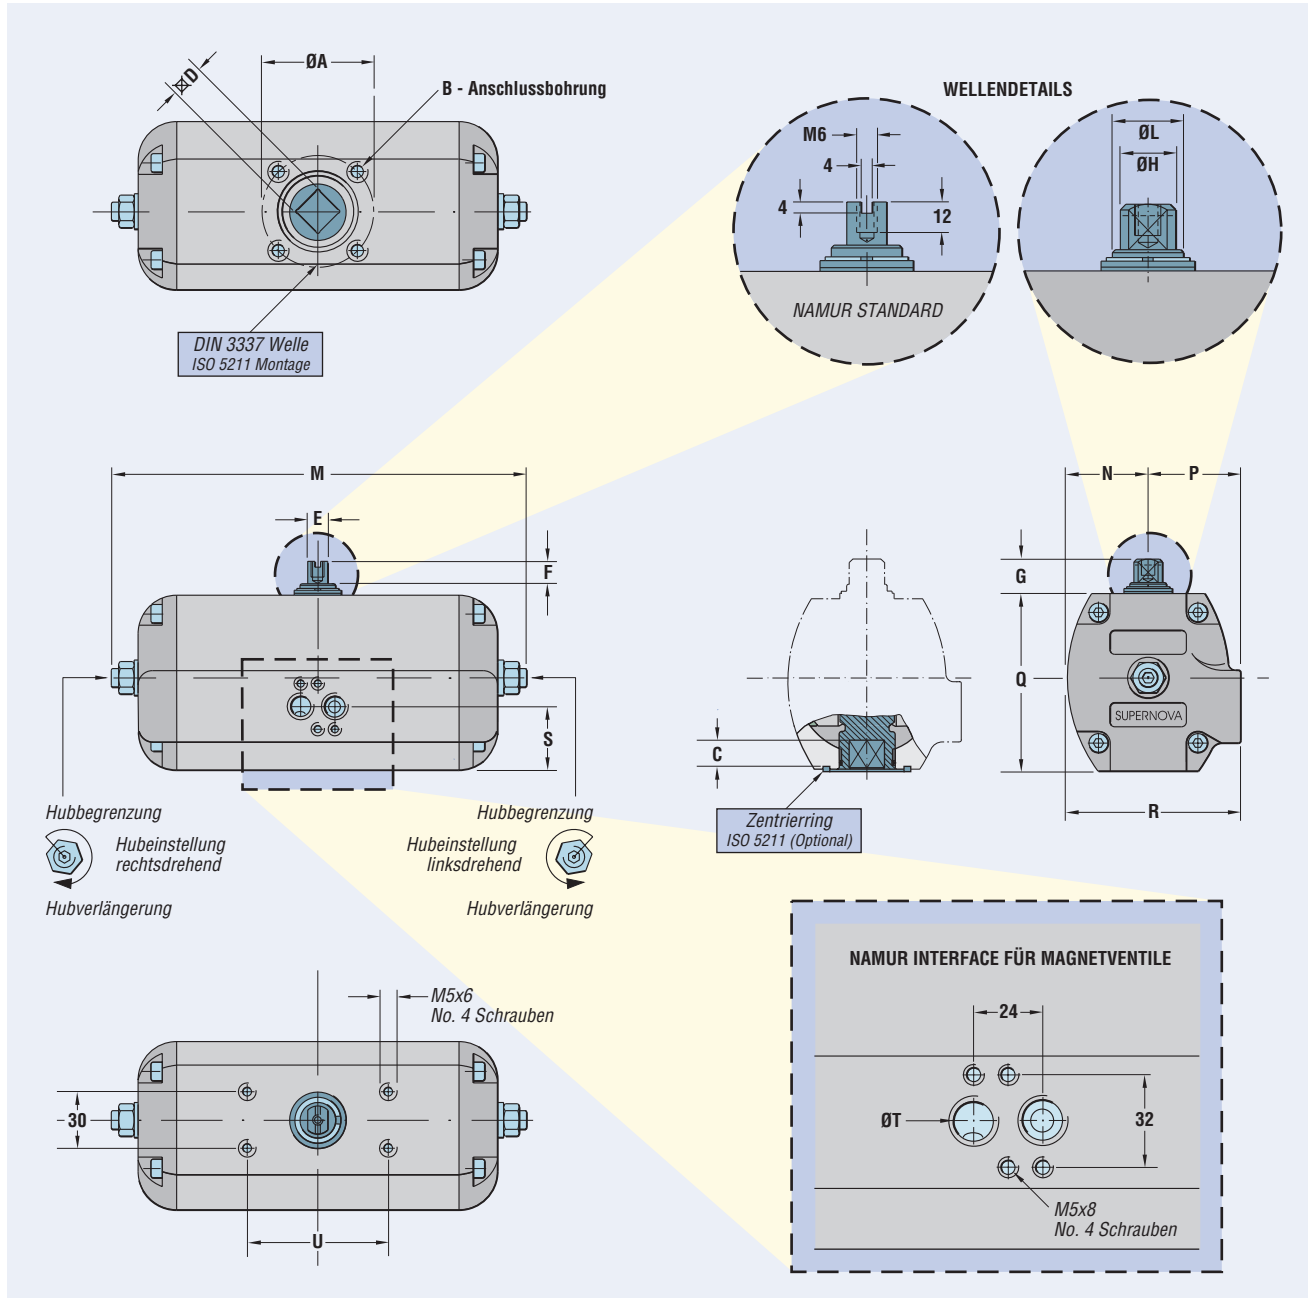 ØA
D
B - Anschlussbohrung
DIN 3337 Welle
ISO 5211 Montage
WELLENDETAILS
M6
4
4
12
NAMUR STANDARD
ØL
ØH
M
E
F
S
Hubbegrenzung
Hubeinstellung
rechtsdrehend
Hubverlängerung
Hubbegrenzung
Hubeinstellung
linksdrehend
Hubverlängerung
C
Zentrierring
ISO 5211 (Optional)
N
P
G
Q
SUPERNOVA
R
M5x6
No. 4 Schrauben
30
U
NAMUR INTERFACE FÜR MAGNETVENTILE
24
ØT
32
M5x8
No. 4 Schrauben